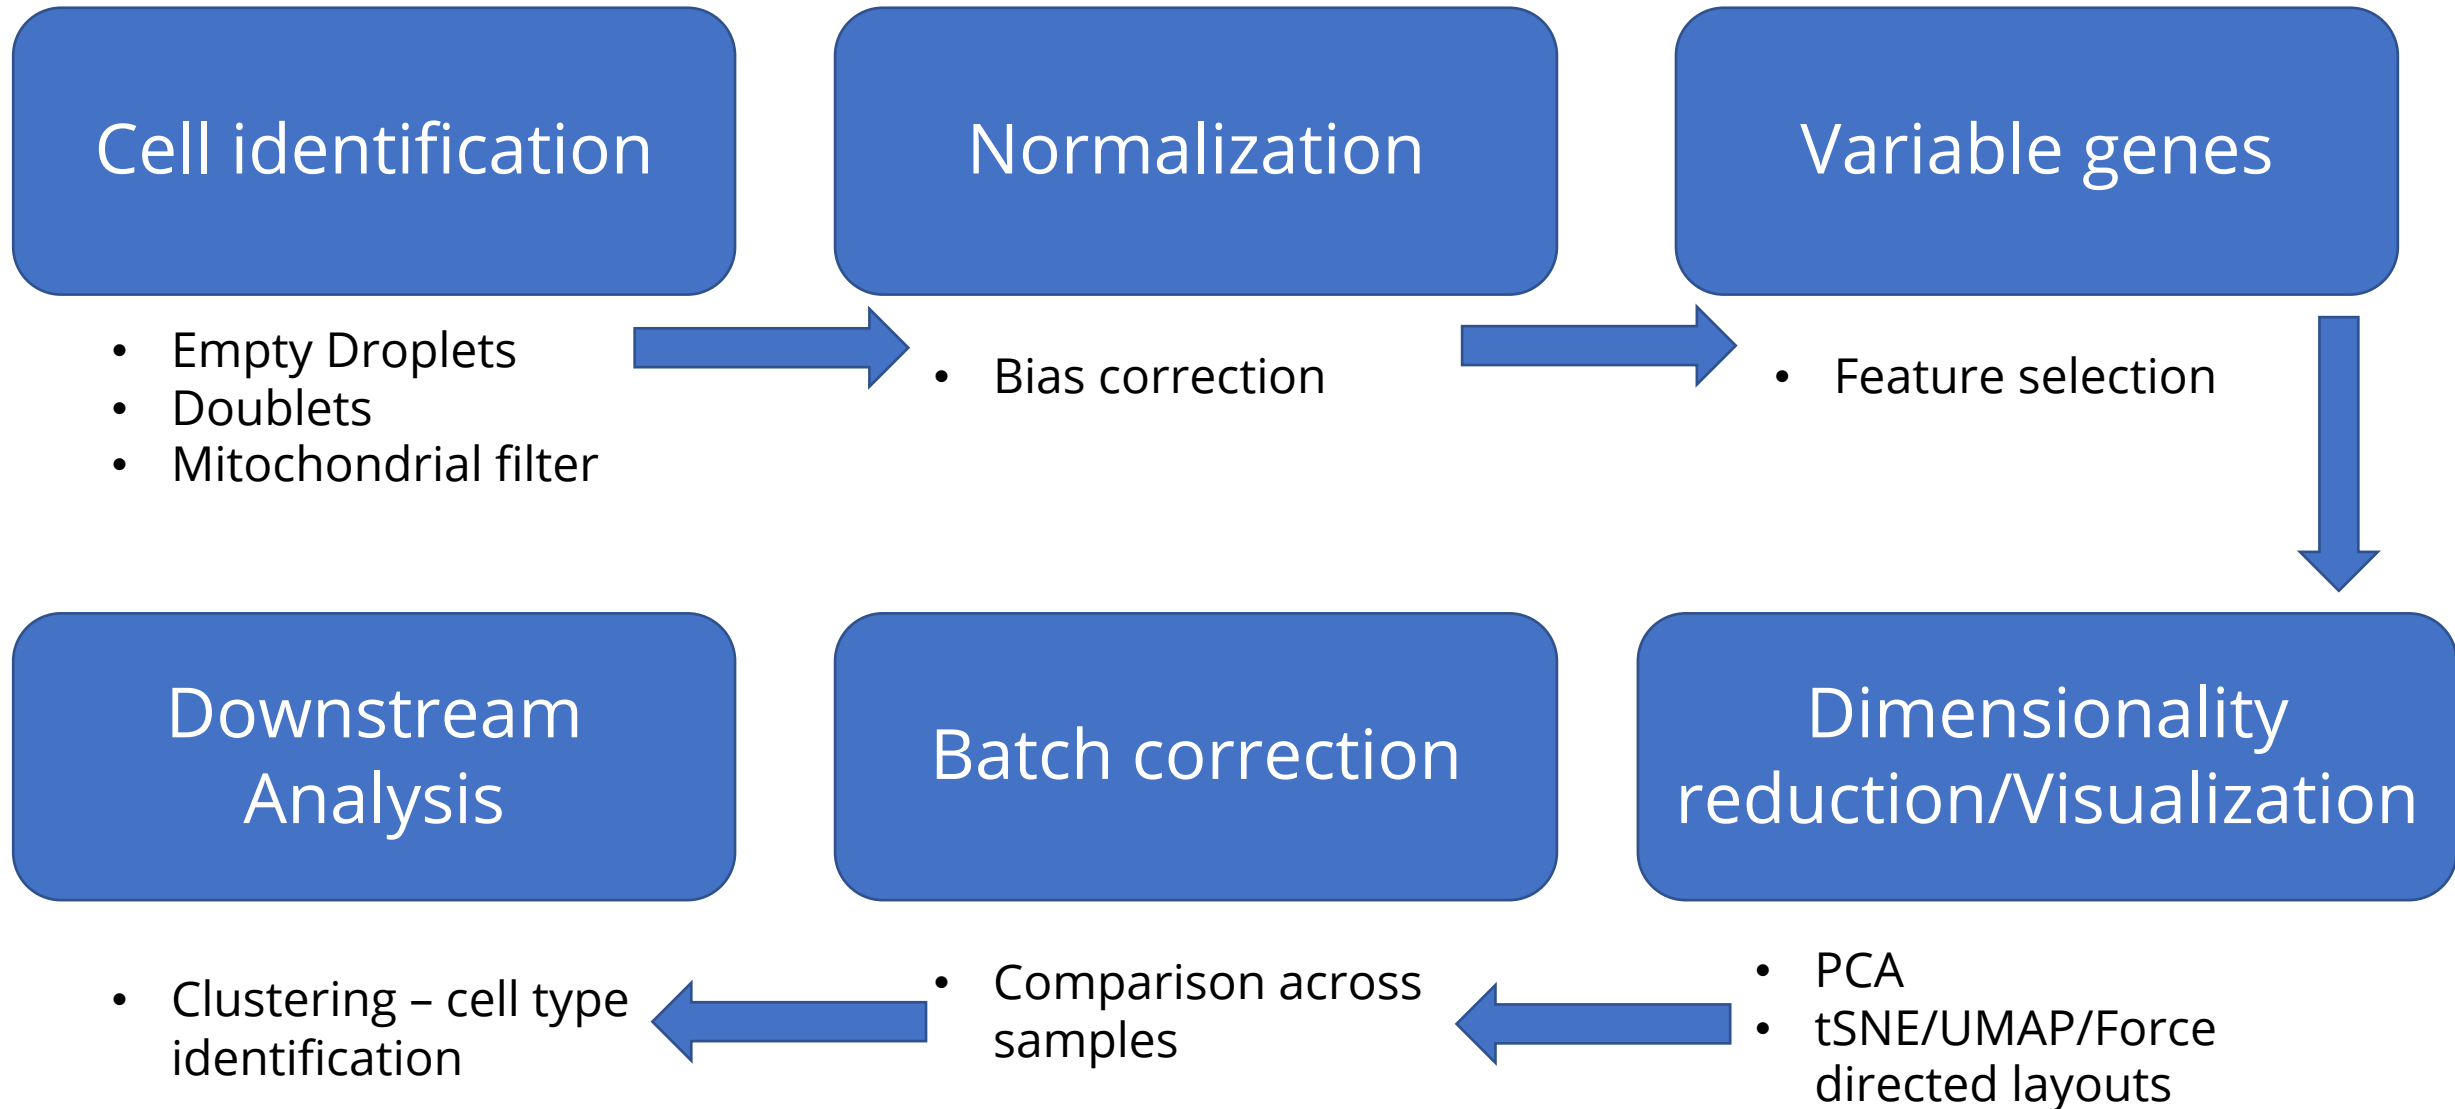 Cell identification
• Empty Droplets
• Doublets
• Mitochondrial filter
Normalization
• Bias correction
Variable genes
• Feature selection
Dimensionality
reduction/Visualization
• PCA
• tSNE/UMAP/Force
directed layouts
Batch correction
• Comparison across
samples
Downstream
Analysis
• Clustering – cell type
identification